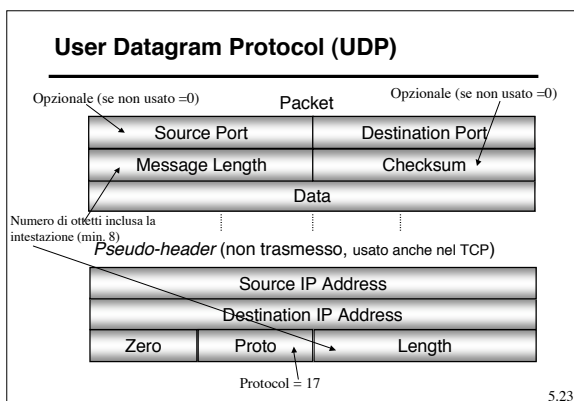 User Datagram Protocol (UDP)
Opzionale (se non usato =0)
Opzionale (se non usato =0)
Packet
Source Port
Destination Port
Message Length
Checksum
Data
Numero di ottetti inclusa la
intestazione (min. 8)
Pseudo-header (non trasmesso, usato anche nel TCP)
Source IP Address
Destination IP Address
Zero
Proto
Length
Protocol = 17
5.23